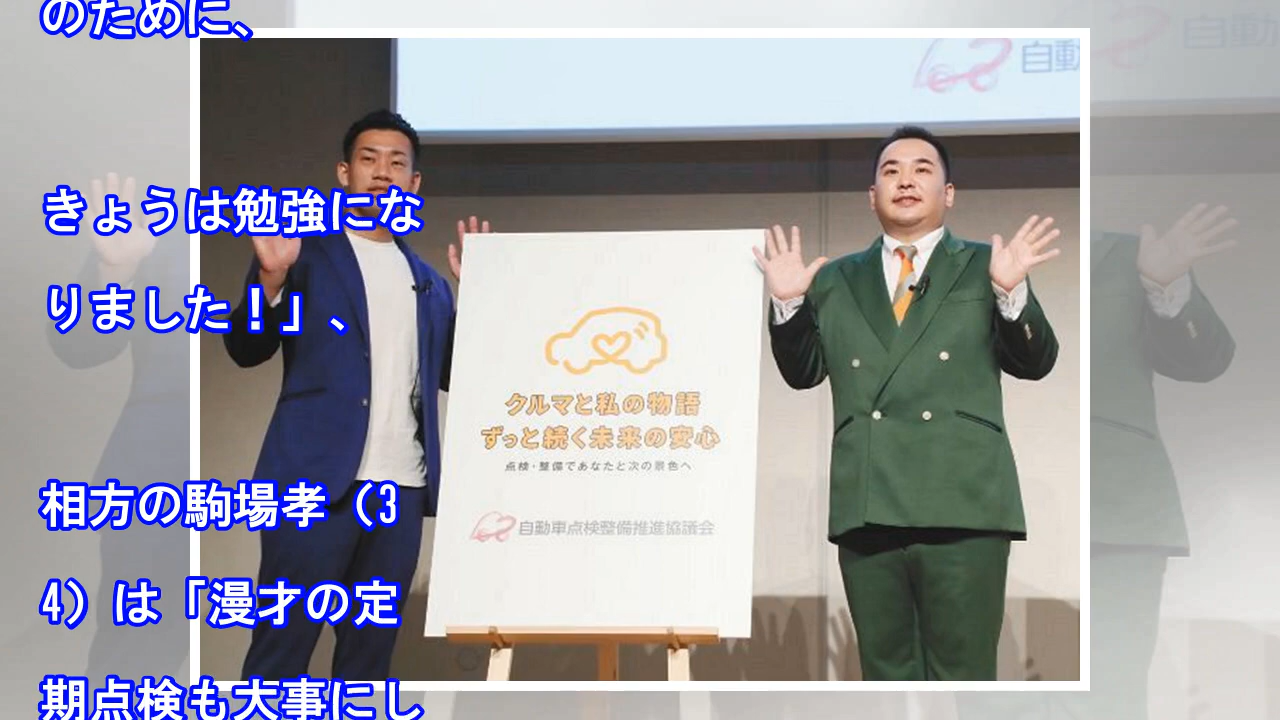 のために、
きょうは勉強にな
りました！」、
相方の駒場孝（3
4）は「漫才の定
期点検も大事にし
自動
自動
クルマと私の物語
ずっと続く未来の安心
点検・整備であなたと次の景色へ
自動車点検整備推進協議会